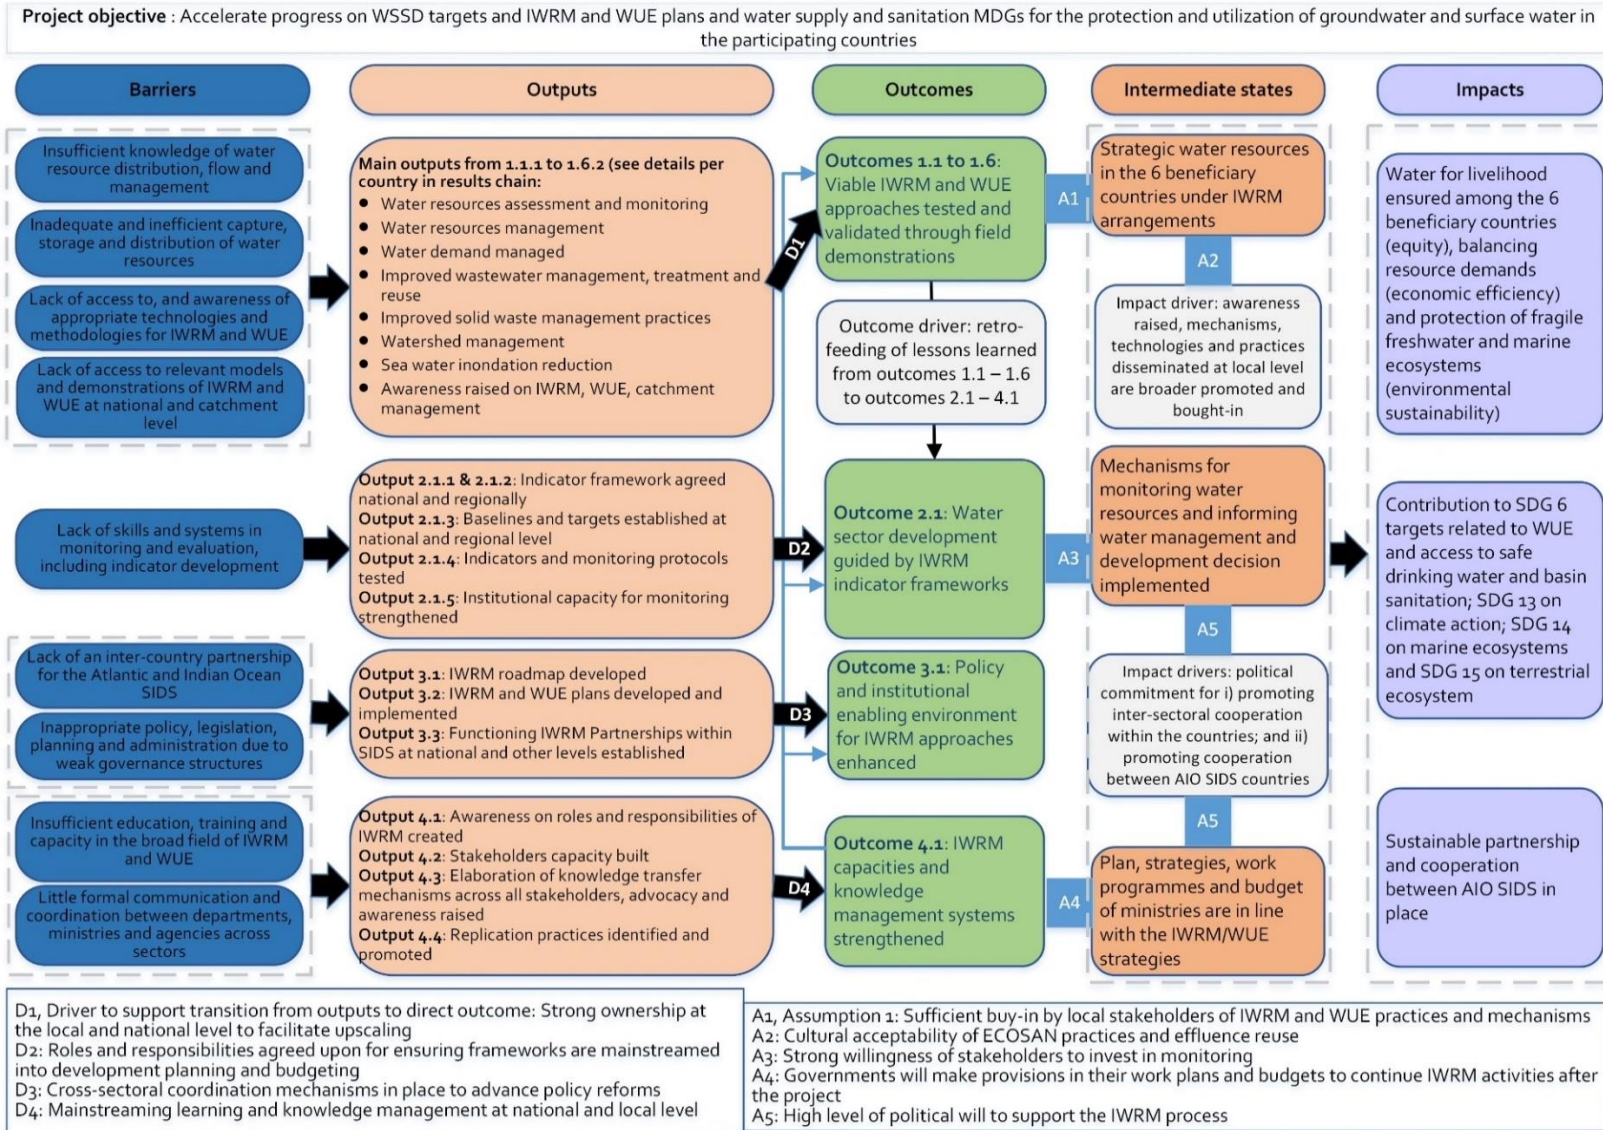 Project objective : Accelerate progress on WSSD targets and IWRM and WUE plans and water supply and sanitation MDGs for the protection and utilization of groundwater and surface water in
the participating countries
Barriers
Outputs
Outcomes
Intermediate states
Impacts
Insufficient knowledge of water
resource distribution, flow and
management
Inadequate and inefficient capture,
storage and distribution of water
resources
Lack of access to, and awareness of
appropriate technologies and
methodologies for IWRM and WUE
Lack of access to relevant models
and demonstrations of IWRM and
WUE at national and catchment
level
Main outputs from 1.1.1 to 1.6.2 (see details per
country in results chain:
● Water resources assessment and monitoring
● Water resources management
● Water demand managed
● Improved wastewater management, treatment and
reuse
● Improved solid waste management practices
● Watershed management
● Sea water inondation reduction
● Awareness raised on IWRM, WUE, catchment
management
D1
Outcomes 1.1 to 1.6:
Viable IWRM and WUE
approaches tested and
validated through field
demonstrations
A1
Strategic water resources
in the 6 beneficiary
countries under IWRM
arrangements
A2
Outcome driver: retro-
feeding of lessons learned
from outcomes 1.1 – 1.6
to outcomes 2.1 – 4.1
Impact driver: awareness
raised, mechanisms,
technologies and practices
disseminated at local level
are broader promoted and
bought-in
Water for livelihood
ensured among the 6
beneficiary countries
(equity), balancing
resource demands
(economic efficiency)
and protection of fragile
freshwater and marine
ecosystems
(environmental
sustainability)
Lack of skills and systems in
monitoring and evaluation,
including indicator development
Output 2.1.1 & 2.1.2: Indicator framework agreed
national and regionally
Output 2.1.3: Baselines and targets established at
national and regional level
Output 2.1.4: Indicators and monitoring protocols
tested
Output 2.1.5: Institutional capacity for monitoring
strengthened
D2
Outcome 2.1: Water
sector development
guided by IWRM
indicator frameworks
A3
Mechanisms for
monitoring water
resources and informing
water management and
development decision
implemented
A5
Contribution to SDG 6
targets related to WUE
and access to safe
drinking water and basin
sanitation; SDG 13 on
climate action; SDG 14
on marine ecosystems
and SDG 15 on terrestrial
ecosystem
Lack of an inter-country partnership
for the Atlantic and Indian Ocean
SIDS
Inappropriate policy, legislation,
planning and administration due to
weak governance structures
Output 3.1: IWRM roadmap developed
Output 3.2: IWRM and WUE plans developed and
implemented
Output 3.3: Functioning IWRM Partnerships within
SIDS at national and other levels established
D3
Outcome 3.1: Policy
and institutional
enabling environment
for IWRM approaches
enhanced
Impact drivers: political
commitment for i) promoting
inter-sectoral cooperation
within the countries; and ii)
promoting cooperation
between AIO SIDS countries
A5
Insufficient education, training and
capacity in the broad field of IWRM
and WUE
Little formal communication and
coordination between departments,
ministries and agencies across
sectors
Output 4.1: Awareness on roles and responsibilities of
IWRM created
Output 4.2: Stakeholders capacity built
Output 4.3: Elaboration of knowledge transfer
mechanisms across all stakeholders, advocacy and
awareness raised
Output 4.4: Replication practices identified and
promoted
D4
Outcome 4.1: IWRM
capacities and
knowledge
management systems
strengthened
A4
Plan, strategies, work
programmes and budget
of ministries are in line
with the IWRM/WUE
strategies
Sustainable partnership
and cooperation
between AIO SIDS in
place
D1, Driver to support transition from outputs to direct outcome: Strong ownership at
the local and national level to facilitate upscaling
D2: Roles and responsibilities agreed upon for ensuring frameworks are mainstreamed
into development planning and budgeting
D3: Cross-sectoral coordination mechanisms in place to advance policy reforms
D4: Mainstreaming learning and knowledge management at national and local level
A1, Assumption 1: Sufficient buy-in by local stakeholders of IWRM and WUE practices and mechanisms
A2: Cultural acceptability of ECOSAN practices and effluence reuse
A3: Strong willingness of stakeholders to invest in monitoring
A4: Governments will make provisions in their work plans and budgets to continue IWRM activities after
the project
A5: High level of political will to support the IWRM process